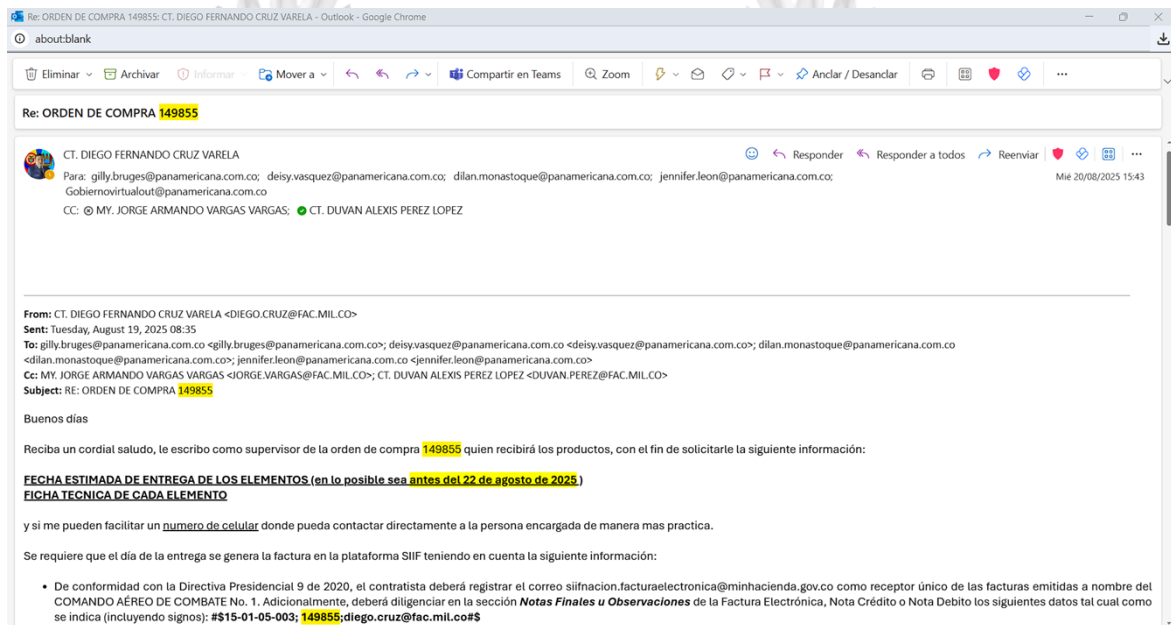 Re: ORDEN DE COMPRA 149855: CT. DIEGO FERNANDO CRUZ VARELA - Outlook - Google Chrome
about:blank
Eliminar Archivar Informar Mover a Compartir en Teams Zoom Anclar / Desanclar
Re: ORDEN DE COMPRA 149855
CT. DIEGO FERNANDO CRUZ VARELA
Responder Responder a todos Reenviar
Para: gilly.bruges@panamericana.com.co; deisy.vasquez@panamericana.com.co; dilan.monastoque@panamericana.com.co; jennifer.leon@panamericana.com.co;
Mié 20/08/2025 15:43
Gobiernovirtualout@panamericana.com.co
CC: MY. JORGE ARMANDO VARGAS VARGAS; CT. DUVAN ALEXIS PEREZ LOPEZ
From: CT. DIEGO FERNANDO CRUZ VARELA <DIEGO.CRUZ@FAC.MIL.CO>
Sent: Tuesday, August 19, 2025 08:35
To: gilly.bruges@panamericana.com.co <gilly.bruges@panamericana.com.co>; deisy.vasquez@panamericana.com.co <deisy.vasquez@panamericana.com.co>; dilan.monastoque@panamericana.com.co
<dilan.monastoque@panamericana.com.co>; jennifer.leon@panamericana.com.co <jennifer.leon@panamericana.com.co>
Cc: MY. JORGE ARMANDO VARGAS VARGAS <JORGE.VARGAS@FAC.MIL.CO>; CT. DUVAN ALEXIS PEREZ LOPEZ <DUVAN.PEREZ@FAC.MIL.CO>
Subject: RE: ORDEN DE COMPRA 149855
Buenos días
Reciba un cordial saludo, le escribo como supervisor de la orden de compra 149855 quien recibirá los productos, con el fin de solicitarle la siguiente información:
FECHA ESTIMADA DE ENTREGA DE LOS ELEMENTOS (en lo posible sea antes del 22 de agosto de 2025 )
FICHA TECNICA DE CADA ELEMENTO
y si me pueden facilitar un numero de celular donde pueda contactar directamente a la persona encargada de manera mas practica.
Se requiere que el día de la entrega se genera la factura en la plataforma SIIF teniendo en cuenta la siguiente información:
• De conformidad con la Directiva Presidencial 9 de 2020, el contratista deberá registrar el correo siifnacion.facturaelectronica@minhacienda.gov.co como receptor único de las facturas emitidas a nombre del
COMANDO AÉREO DE COMBATE No. 1. Adicionalmente, deberá diligenciar en la sección Notas Finales u Observaciones de la Factura Electrónica, Nota Crédito o Nota Debito los siguientes datos tal cual como
se indica (incluyendo signos): #$15-01-05-003; 149855;diego.cruz@fac.mil.co#$